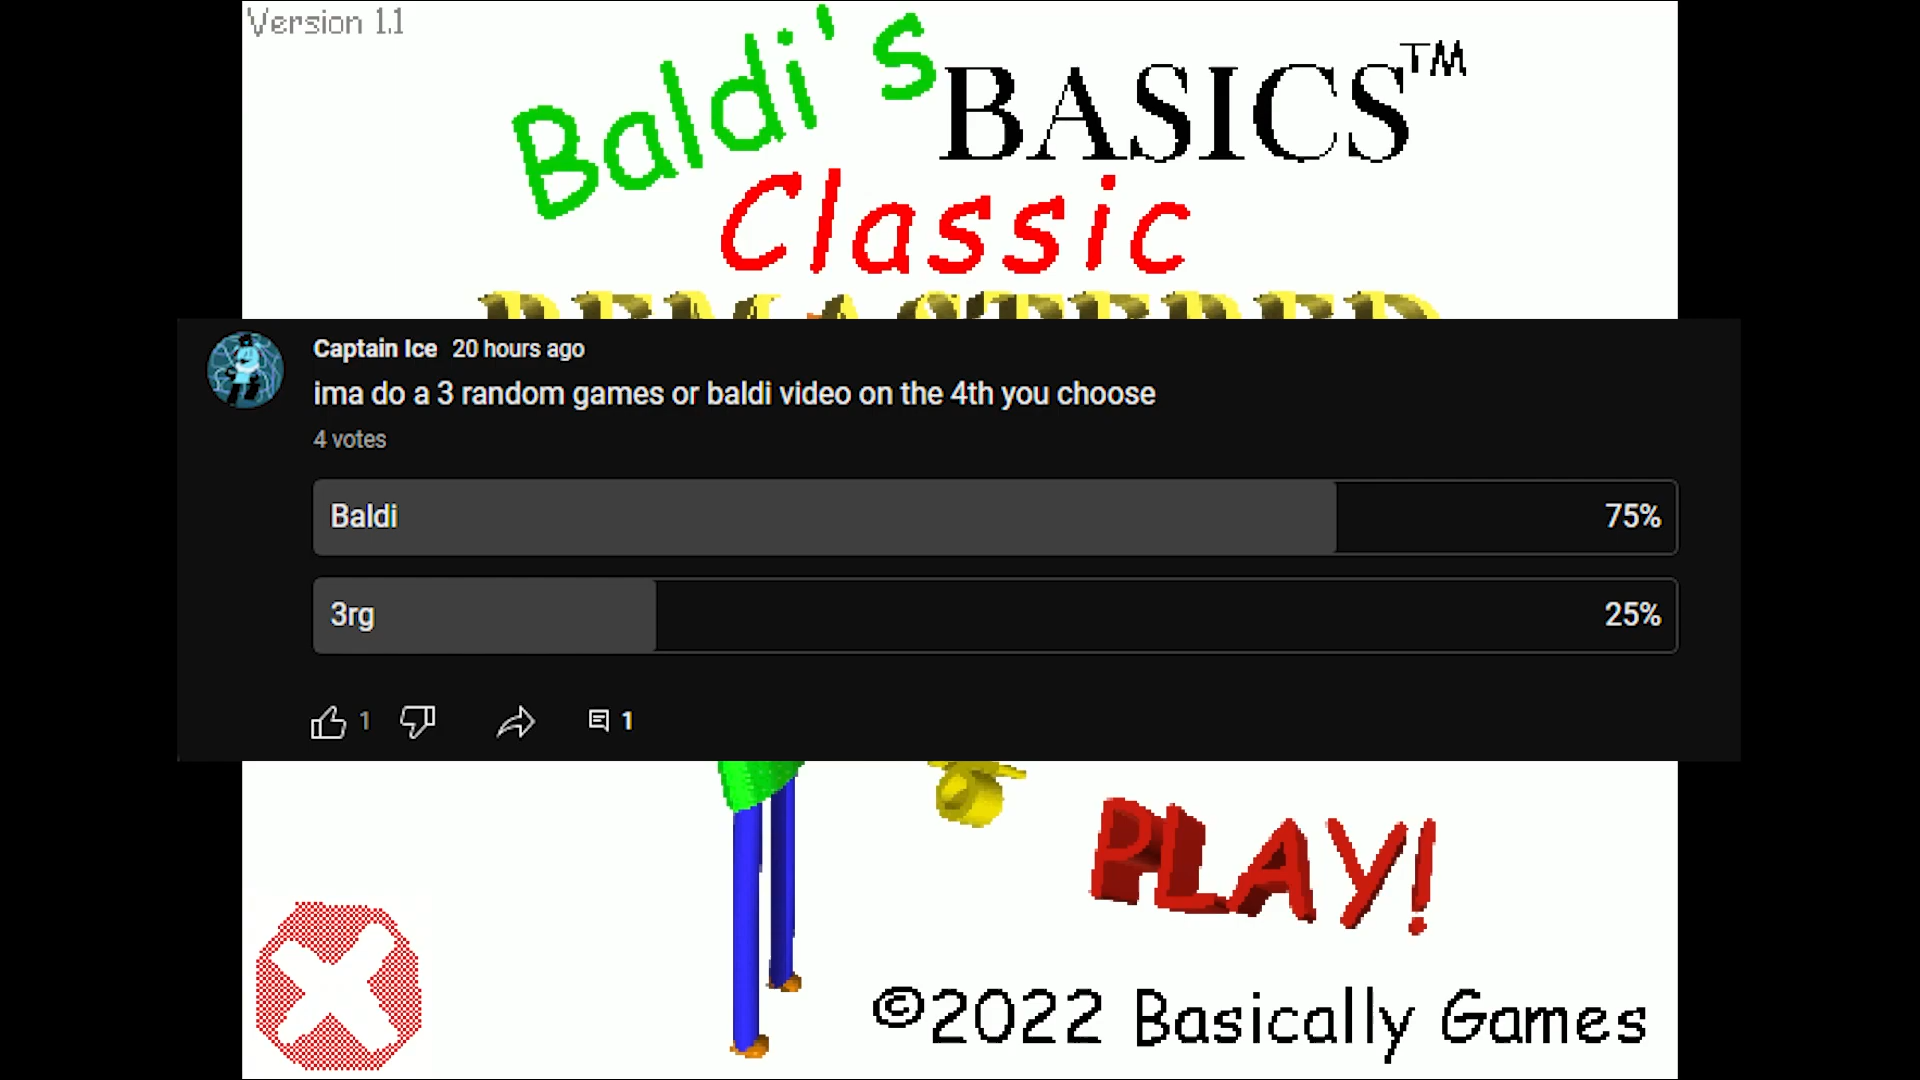 Version 1.1
Baldi's BASICS™
Classic
REMASTERED
Captain Ice 20 hours ago
ima do a 3 random games or baldi video on the 4th you choose
4 votes
Baldi 75%
3rg 25%
1 1
PLAY!
©2022 Basically Games